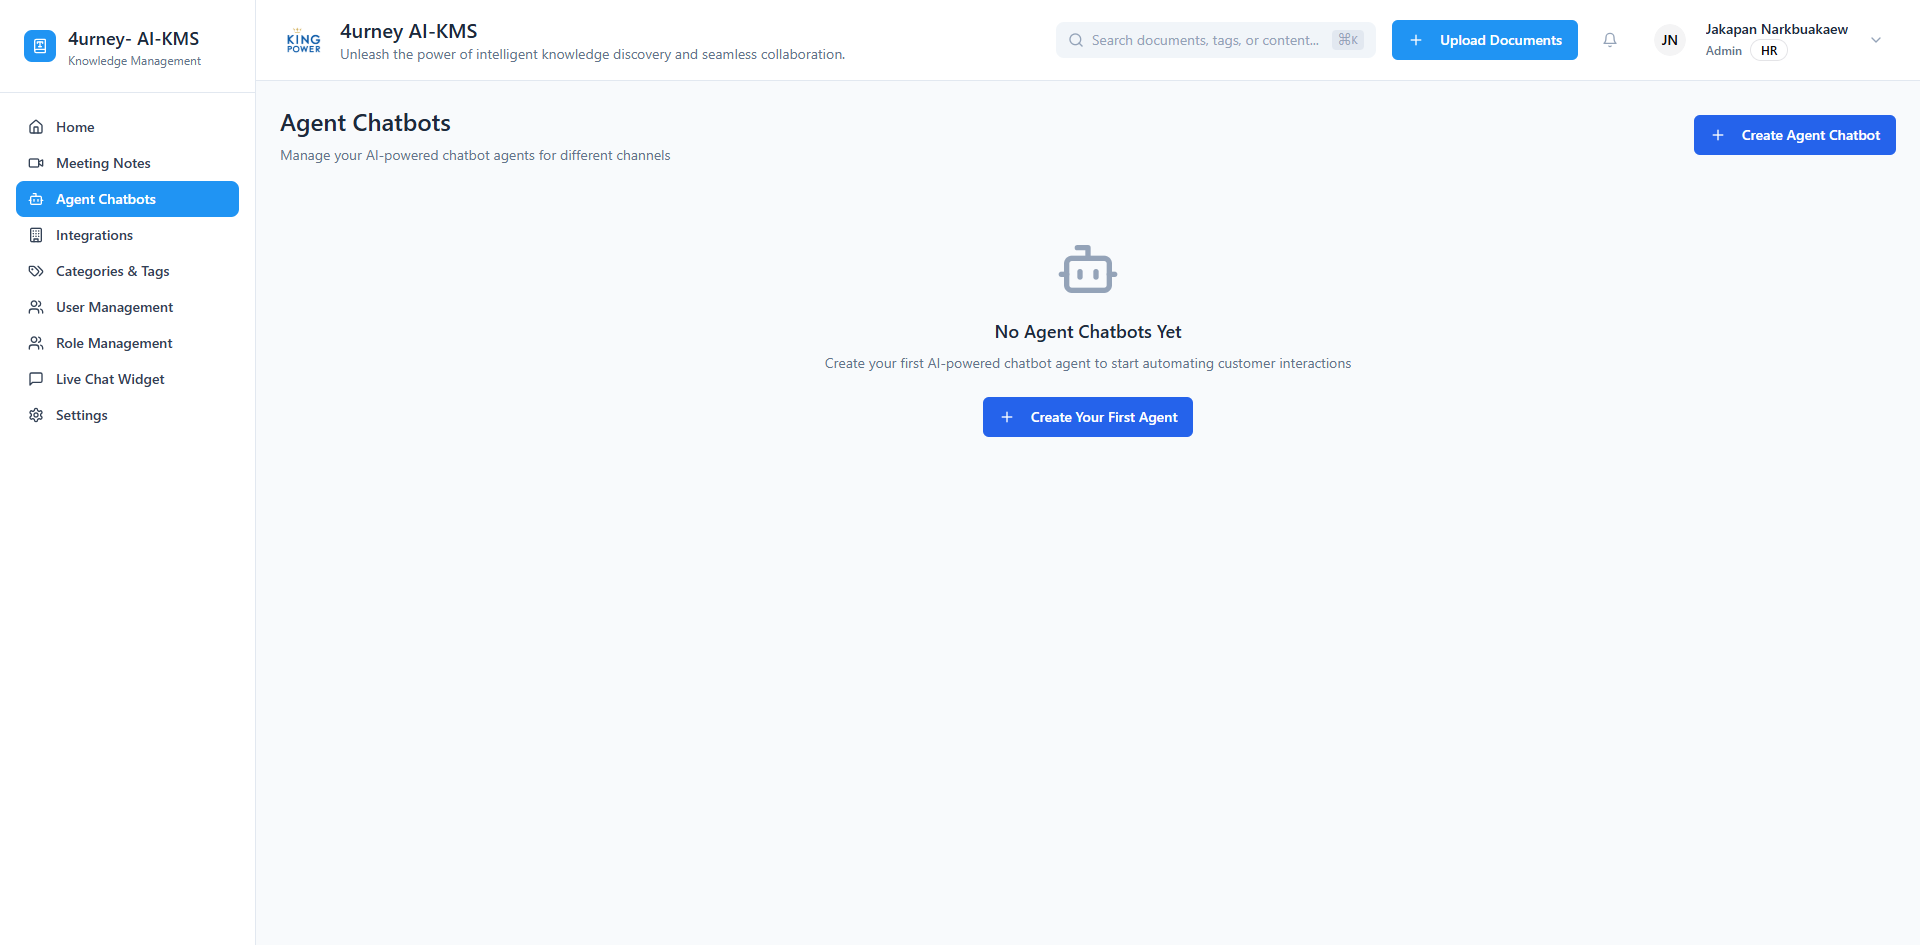 4urney- AI-KMS
Knowledge Management
Home
Meeting Notes
Agent Chatbots
Integrations
Categories & Tags
User Management
Role Management
Live Chat Widget
Settings
KING
POWER
4urney AI-KMS
Unleash the power of intelligent knowledge discovery and seamless collaboration.
Search documents, tags, or content... ⌘K
Upload Documents
JN
Jakapan Narkbuakaew
Admin HR
Agent Chatbots
Manage your AI-powered chatbot agents for different channels
Create Agent Chatbot
No Agent Chatbots Yet
Create your first AI-powered chatbot agent to start automating customer interactions
Create Your First Agent